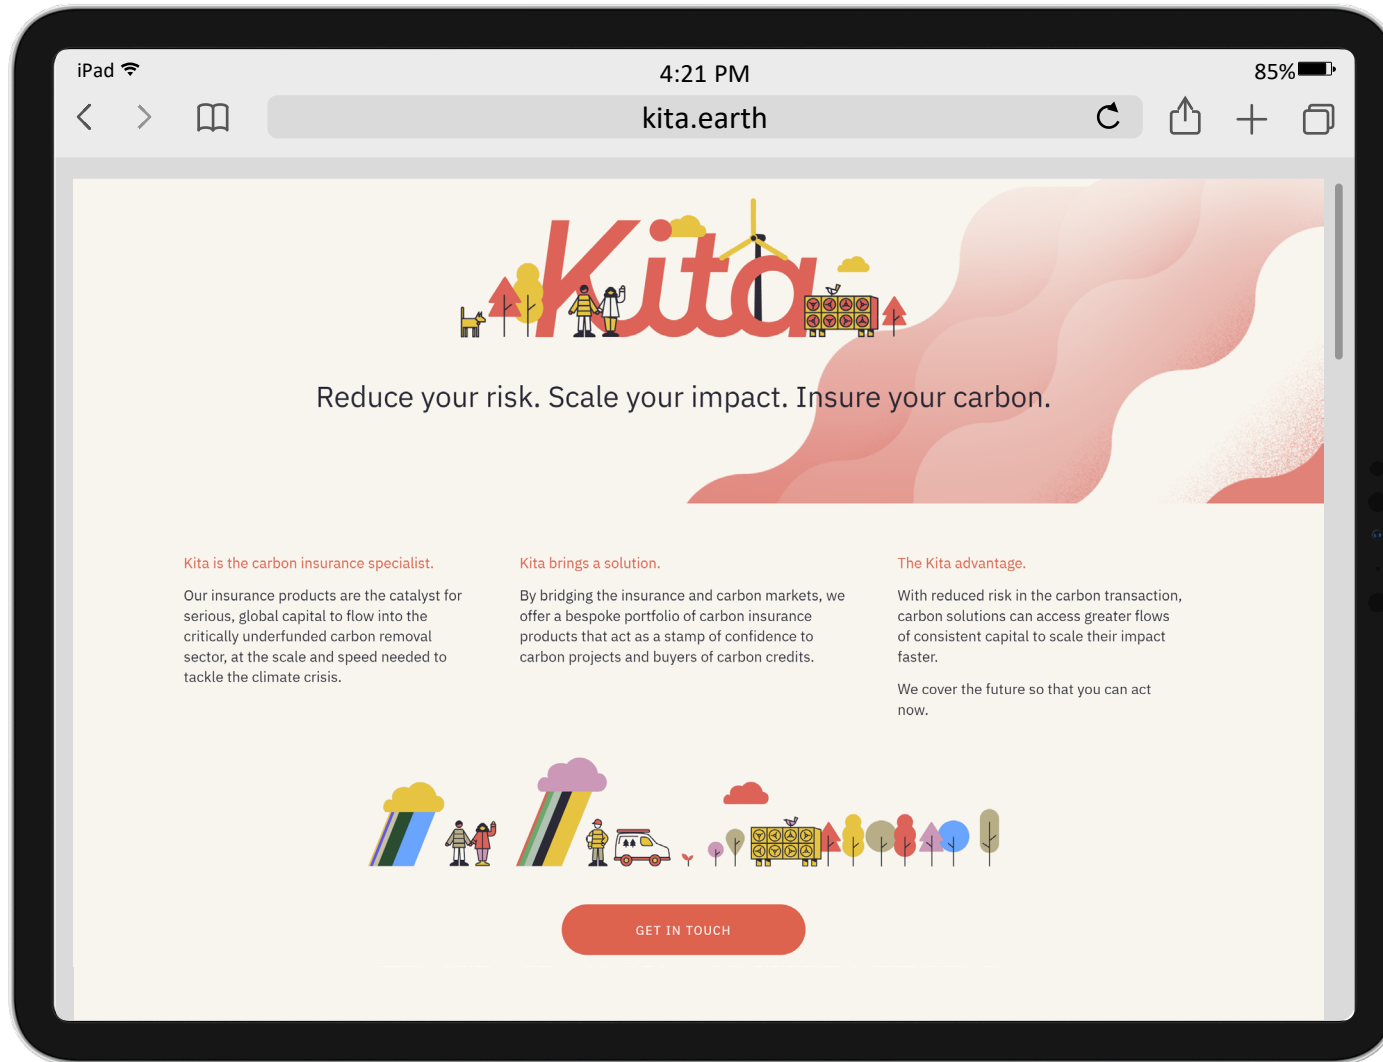 iPad
4:21 PM
85%
kita.earth
Kita
Reduce your risk. Scale your impact. Insure your carbon.
Kita is the carbon insurance specialist.
Our insurance products are the catalyst for
serious, global capital to flow into the
critically underfunded carbon removal
sector, at the scale and speed needed to
tackle the climate crisis.
Kita brings a solution.
By bridging the insurance and carbon markets, we
offer a bespoke portfolio of carbon insurance
products that act as a stamp of confidence to
carbon projects and buyers of carbon credits.
The Kita advantage.
With reduced risk in the carbon transaction,
carbon solutions can access greater flows
of consistent capital to scale their impact
faster.
We cover the future so that you can act
now.
GET IN TOUCH